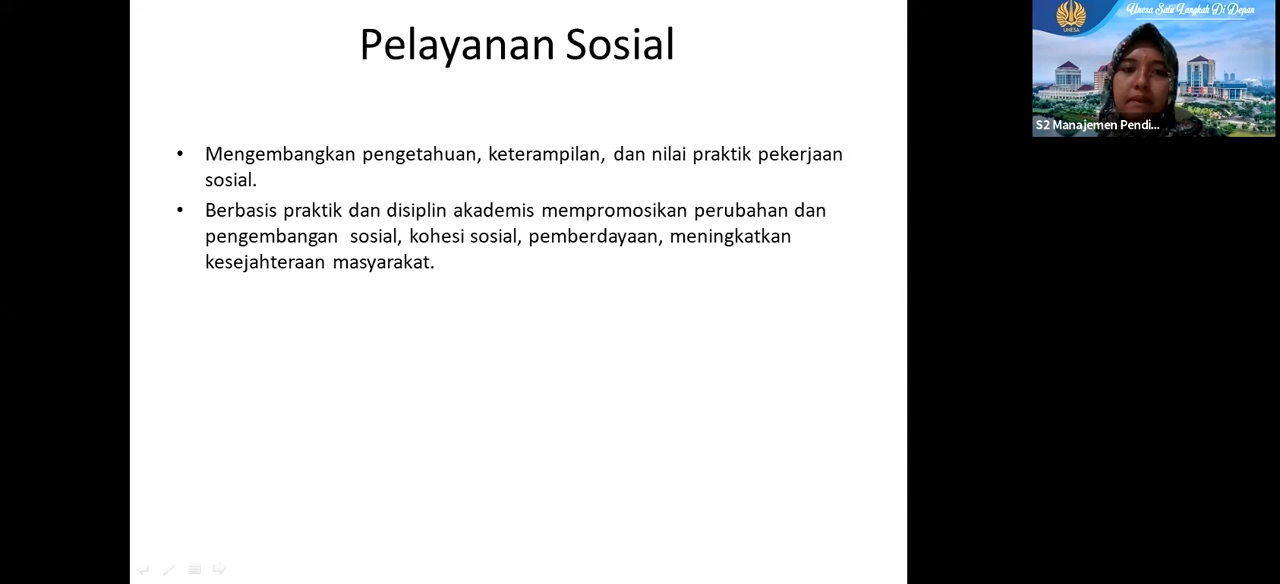 Pelayanan Sosial
• Mengembangkan pengetahuan, keterampilan, dan nilai praktik pekerjaan
sosial.
• Berbasis praktik dan disiplin akademis mempromosikan perubahan dan
pengembangan sosial, kohesi sosial, pemberdayaan, meningkatkan
kesejahteraan masyarakat.
Unesa Satu Langkah Di Depan
UNESA
S2 Manajemen Pendi...